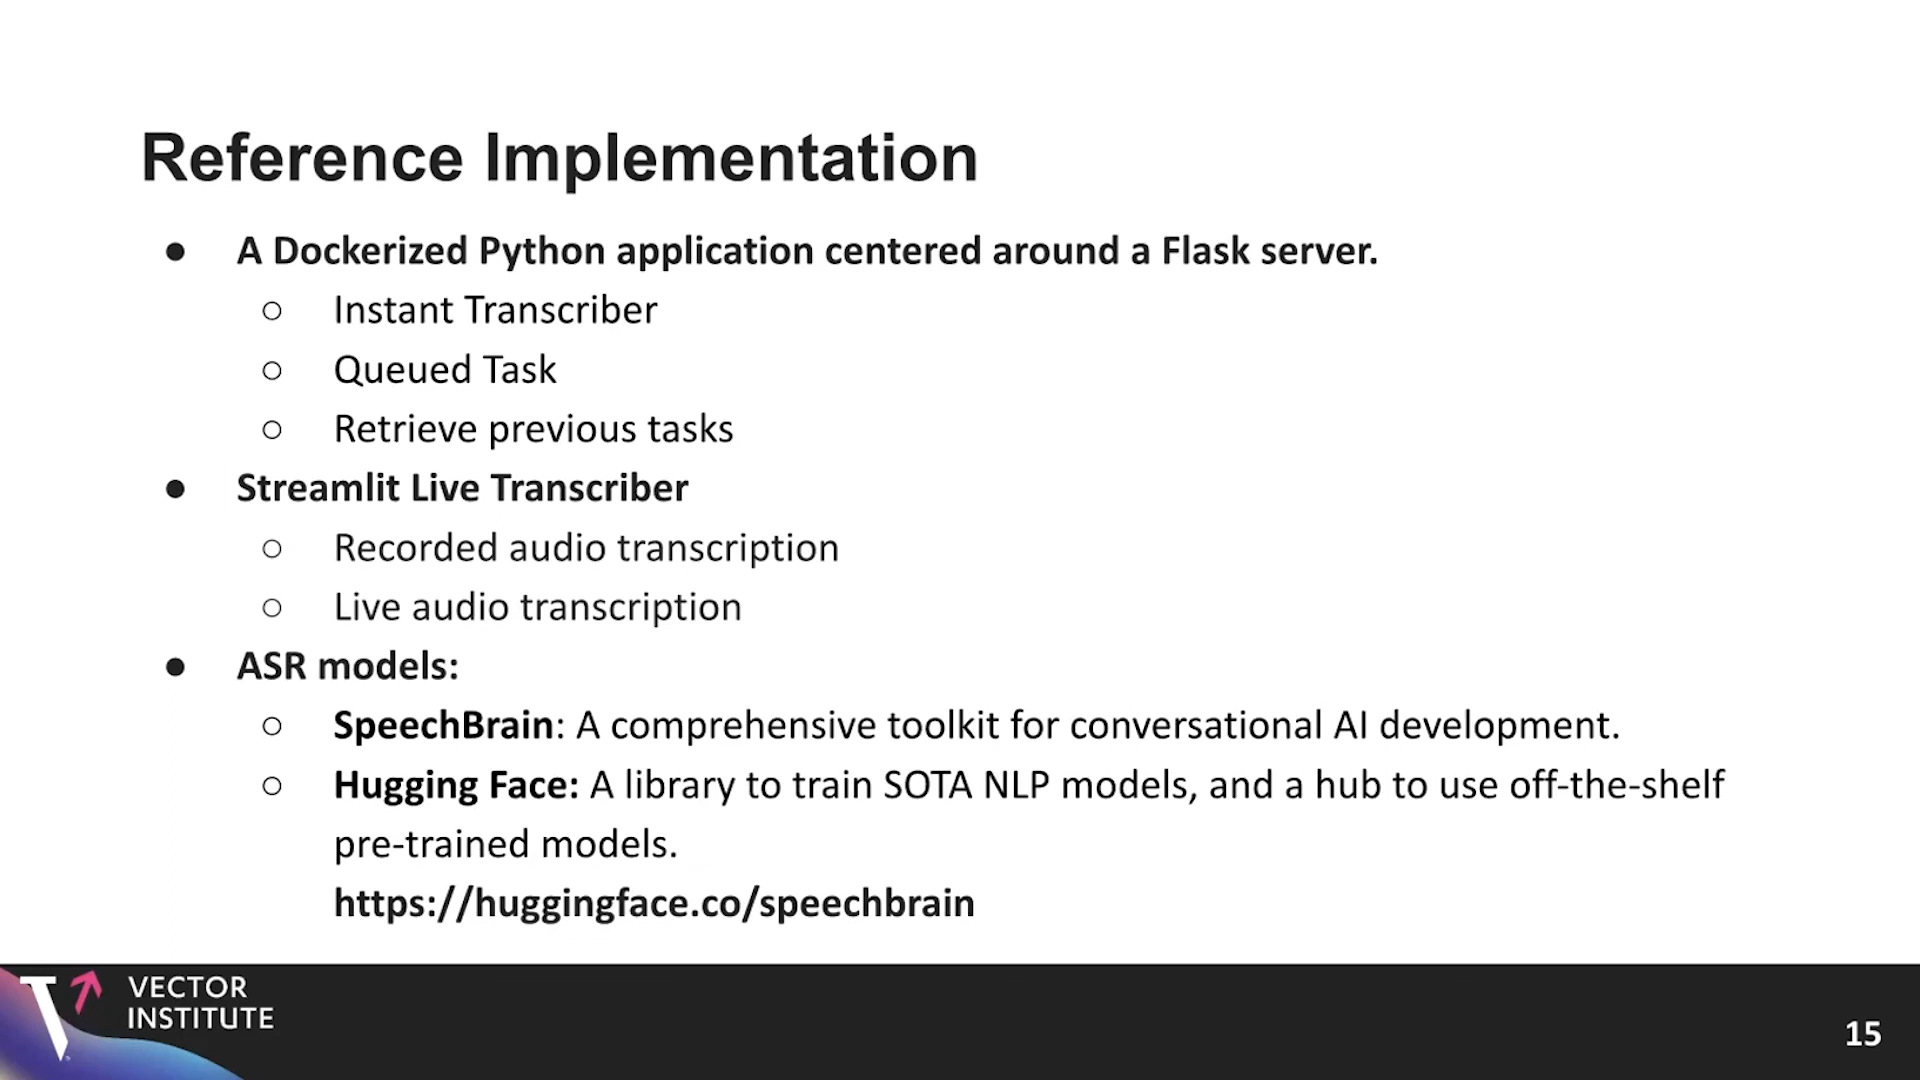 Reference Implementation
● A Dockerized Python application centered around a Flask server.
○ Instant Transcriber
○ Queued Task
○ Retrieve previous tasks
● Streamlit Live Transcriber
○ Recorded audio transcription
○ Live audio transcription
● ASR models:
○ SpeechBrain: A comprehensive toolkit for conversational AI development.
○ Hugging Face: A library to train SOTA NLP models, and a hub to use off-the-shelf
pre-trained models.
https://huggingface.co/speechbrain
VECTOR
INSTITUTE
15